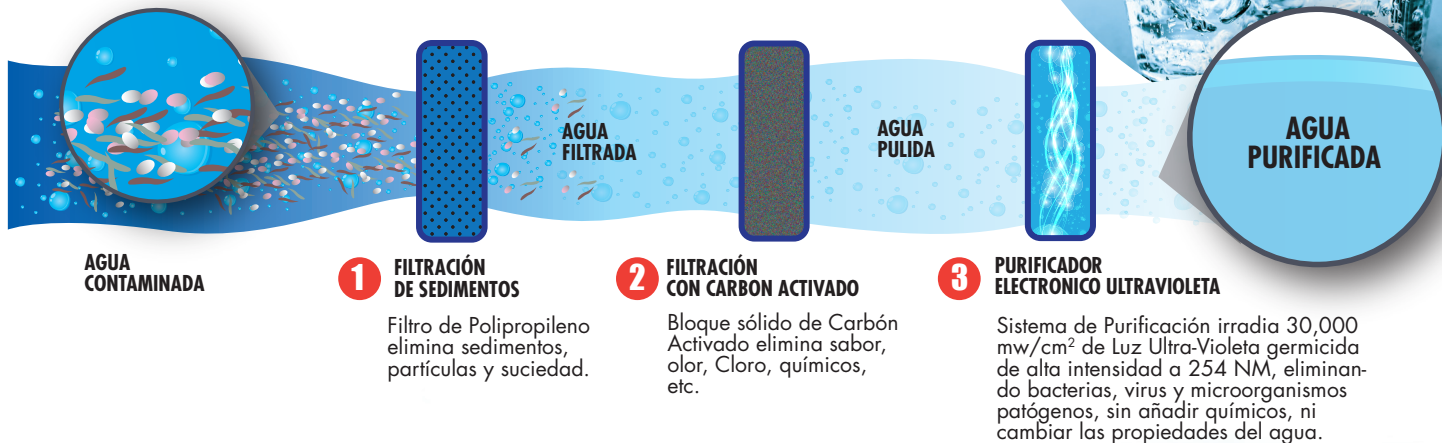 AGUA
FILTRADA
AGUA
PULIDA
AGUA
PURIFICADA
AGUA
CONTAMINADA
1
FILTRACIÓN
DE SEDIMENTOS
Filtro de Polipropileno
elimina sedimentos,
partículas y suciedad.
2
FILTRACIÓN
CON CARBON ACTIVADO
Bloque sólido de Carbón
Activado elimina sabor,
olor, Cloro, químicos,
etc.
3
PURIFICADOR
ELECTRONICO ULTRAVIOLETA
Sistema de Purificación irradia 30,000
mw/cm² de Luz Ultra-Violeta germicida
de alta intensidad a 254 NM, eliminan-
do bacterias, virus y microorganismos
patógenos, sin añadir químicos, ni
cambiar las propiedades del agua.